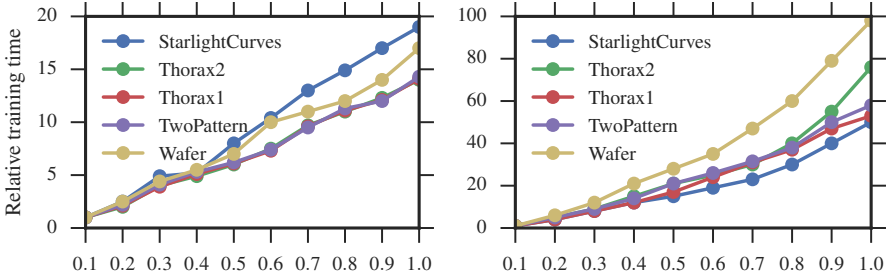 Relative training time
20
15
10
5
0
StarlightCurves
Thorax2
Thorax1
TwoPattern
Wafer
0.1 0.2 0.3 0.4 0.5 0.6 0.7 0.8 0.9 1.0
100
80
60
40
20
0
StarlightCurves
Thorax2
Thorax1
TwoPattern
Wafer
0.1 0.2 0.3 0.4 0.5 0.6 0.7 0.8 0.9 1.0